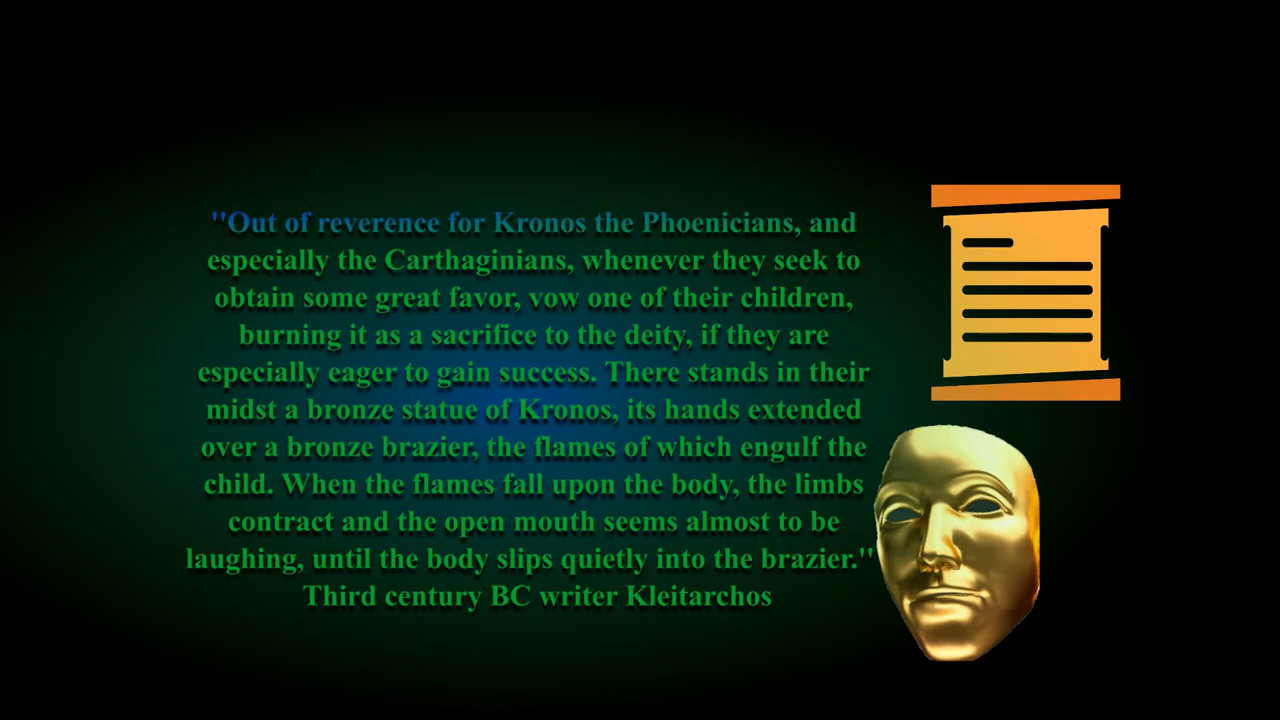 "Out of reverence for Kronos the Phoenicians, and
especially the Carthaginians, whenever they seek to
obtain some great favor, vow one of their children,
burning it as a sacrifice to the deity, if they are
especially eager to gain success. There stands in their
midst a bronze statue of Kronos, its hands extended
over a bronze brazier, the flames of which engulf the
child. When the flames fall upon the body, the limbs
contract and the open mouth seems almost to be
laughing, until the body slips quietly into the brazier."
Third century BC writer Kleitarchos